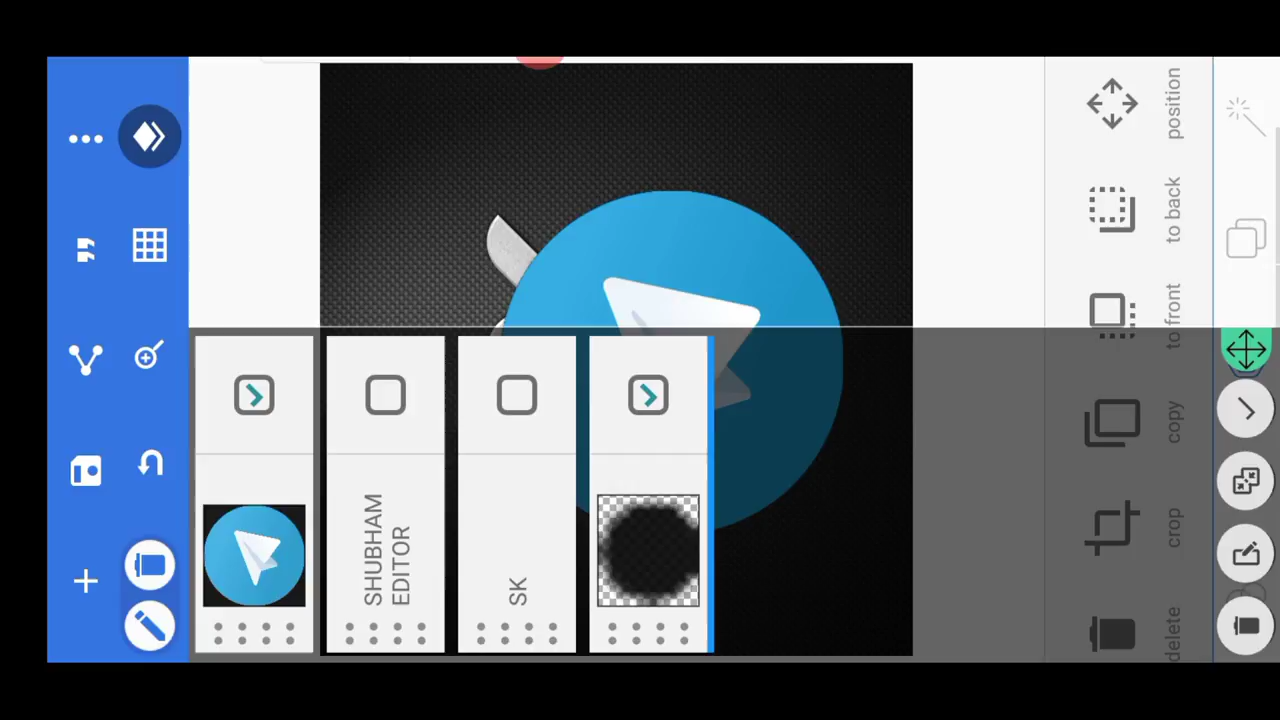 SHUBHAM
EDITOR
SK
position
to back
to front
copy
crop
delete